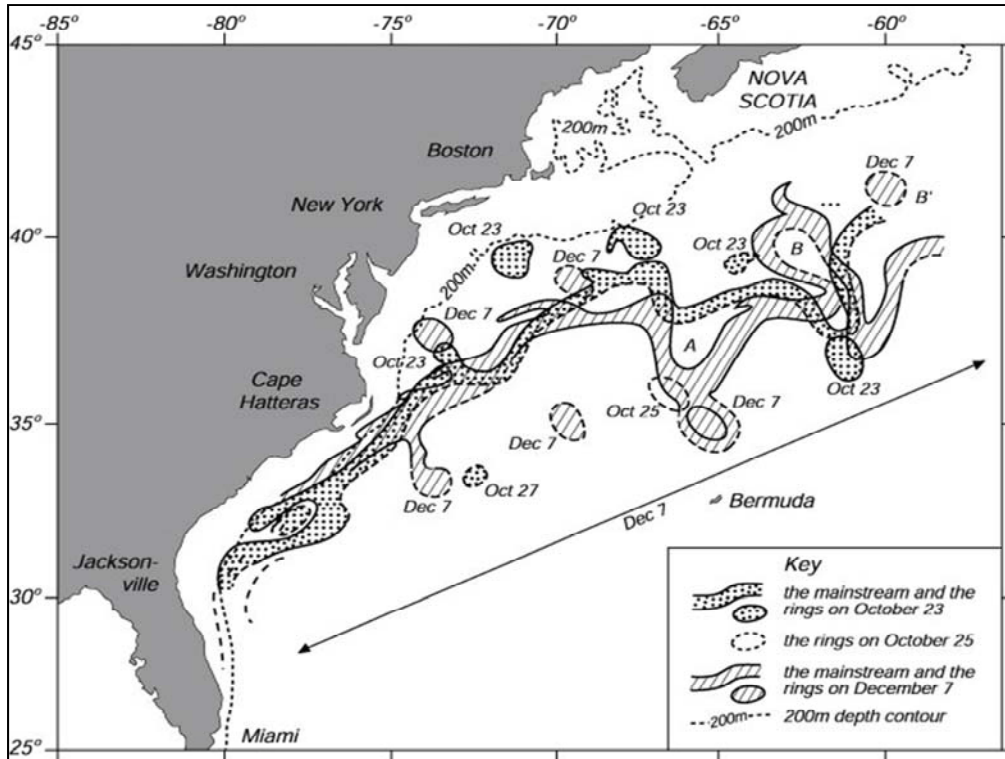 -85° -80° -75° -70° -65° -60°
45°
NOVA
SCOTIA
200m
200m
Boston
Dec 7
B'
New York
Oct 23
Oct 23
40°
Oct 23
B
Washington
Dec 7
200m
Dec 7
A
Oct 23
Oct 23
Cape
Hatteras
Oct 25
Dec 7
35°
Dec 7
Dec 7
Oct 27
Bermuda
Dec 7
Jackson-
ville
30°
Key
the mainstream and the
rings on October 23
the rings on October 25
the mainstream and the
rings on December 7
200m 200m depth contour
Miami
25°